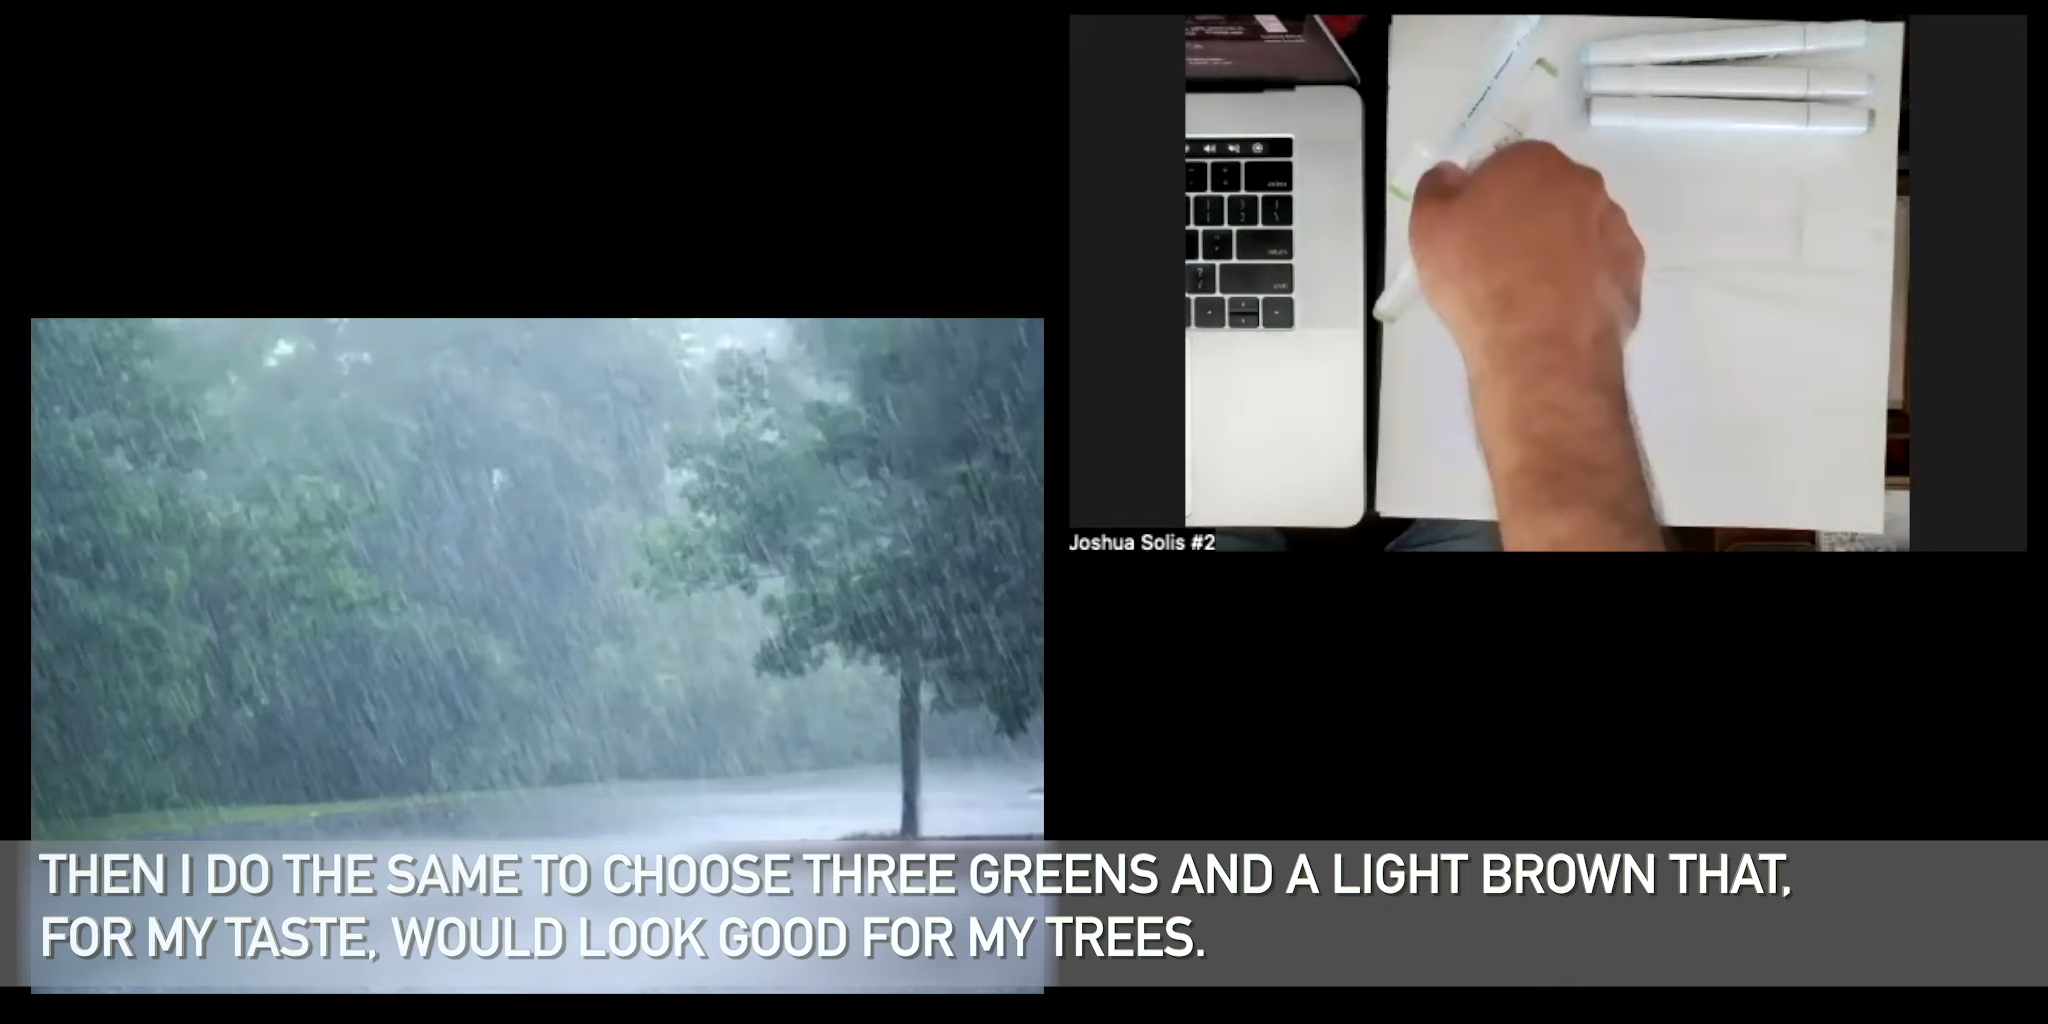 Joshua Solis #2
THEN I DO THE SAME TO CHOOSE THREE GREENS AND A LIGHT BROWN THAT,
FOR MY TASTE, WOULD LOOK GOOD FOR MY TREES.